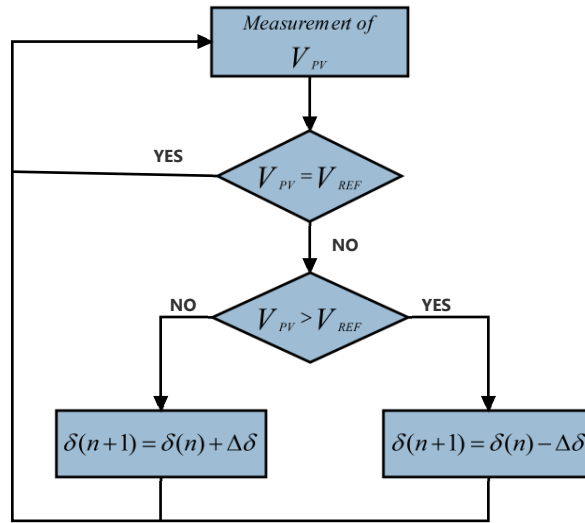 Measurement of
V_PV
YES
V_PV = V_REF
NO
NO
V_PV > V_REF
YES
δ(n+1) = δ(n) + Δδ
δ(n+1) = δ(n) − Δδ